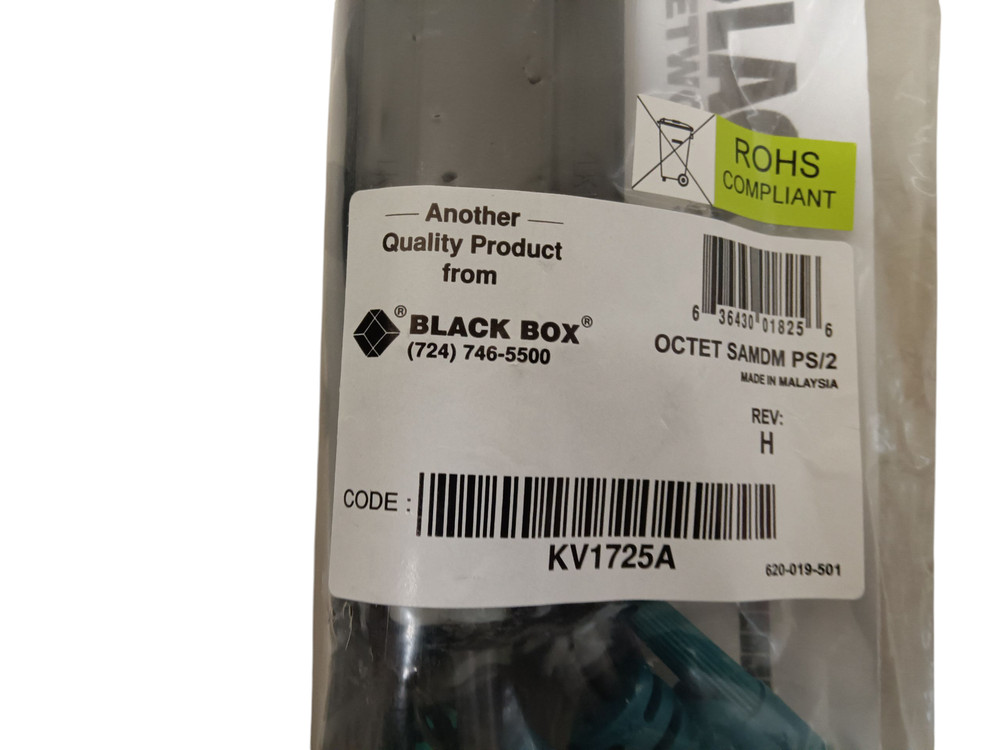 ROHS
COMPLIANT
— Another —
Quality Product
from
® BLACK BOX®
(724) 746-5500
6 36430 01825 6
OCTET SAMDM PS/2
MADE IN MALAYSIA
REV:
H
CODE :
KV1725A
620-019-501